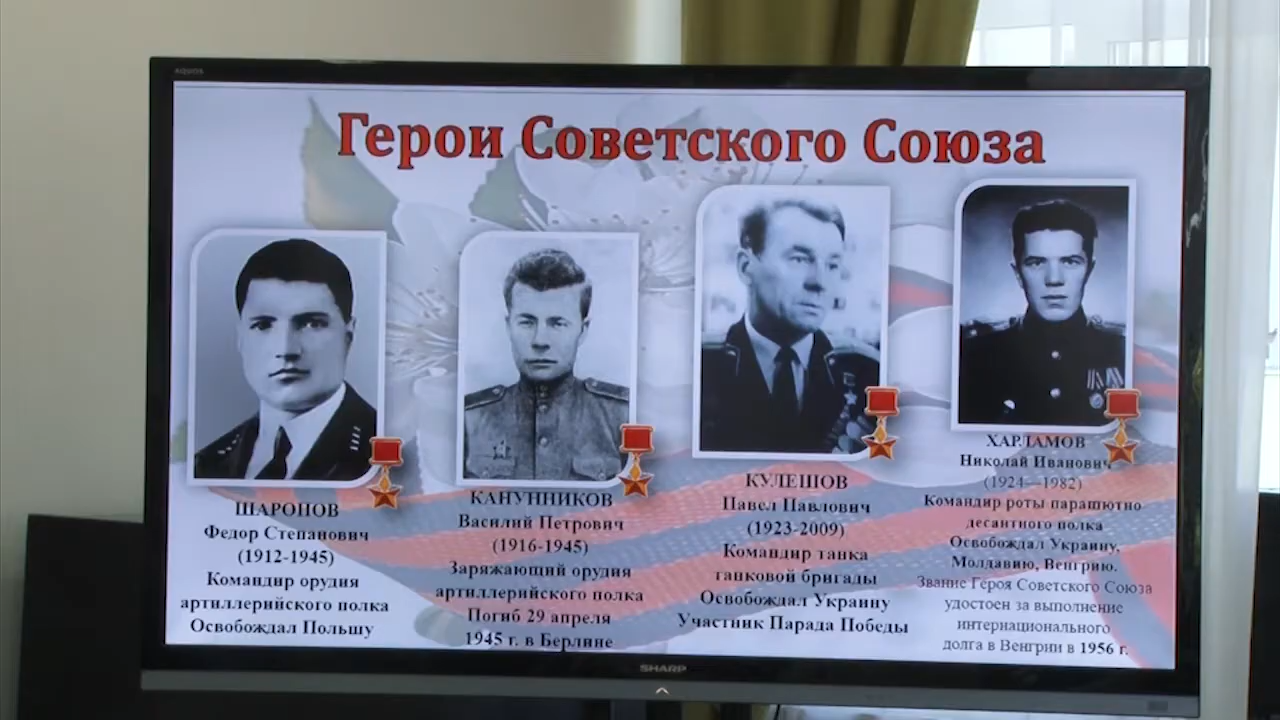 AQUOS
Герои Советского Союза
ШАРОНОВ
Федор Степанович
(1912-1945)
Командир орудия
артиллерийского полка
Освобождал Польшу
КАНУННИКОВ
Василий Петрович
(1916-1945)
Заряжающий орудия
артиллерийского полка
Погиб 29 апреля
1945 г. в Берлине
КУЛЕШОВ
Павел Павлович
(1923-2009)
Командир танка
танковой бригады
Освобождал Украину
Участник Парада Победы
ХАРЛАМОВ
Николай Иванович
(1924—1982)
Командир роты парашютно
десантного полка
Освобождал Украину,
Молдавию, Венгрию.
Звание Героя Советского Союза
удостоен за выполнение
интернационального
долга в Венгрии в 1956 г.
SHARP